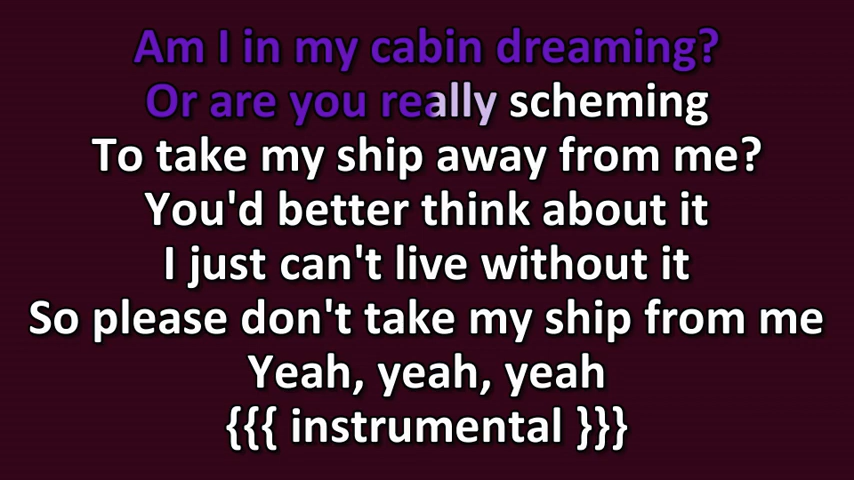 Am I in my cabin dreaming?
Or are you really scheming
To take my ship away from me?
You'd better think about it
I just can't live without it
So please don't take my ship from me
Yeah, yeah, yeah
{{{ instrumental }}}